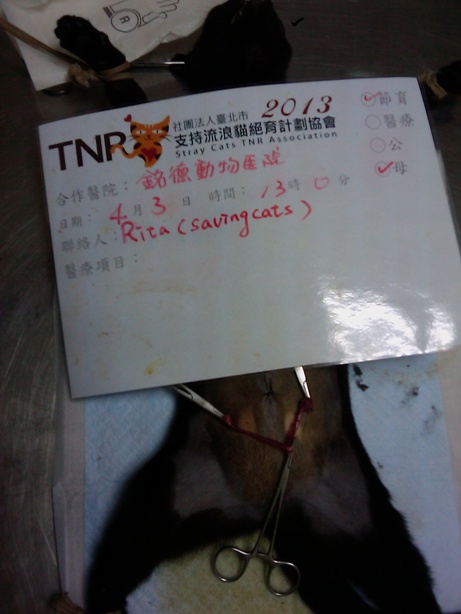 社團法人臺北市 2013
TNR 支持流浪貓絕育計劃協會
Stray Cats TNR Association
節育
醫療
公
母
合作醫院：銘德動物医院
日期： 4 月 3 日 時間： 13 時 0 分
聯絡人：Rita (savingcats)
醫療項目：